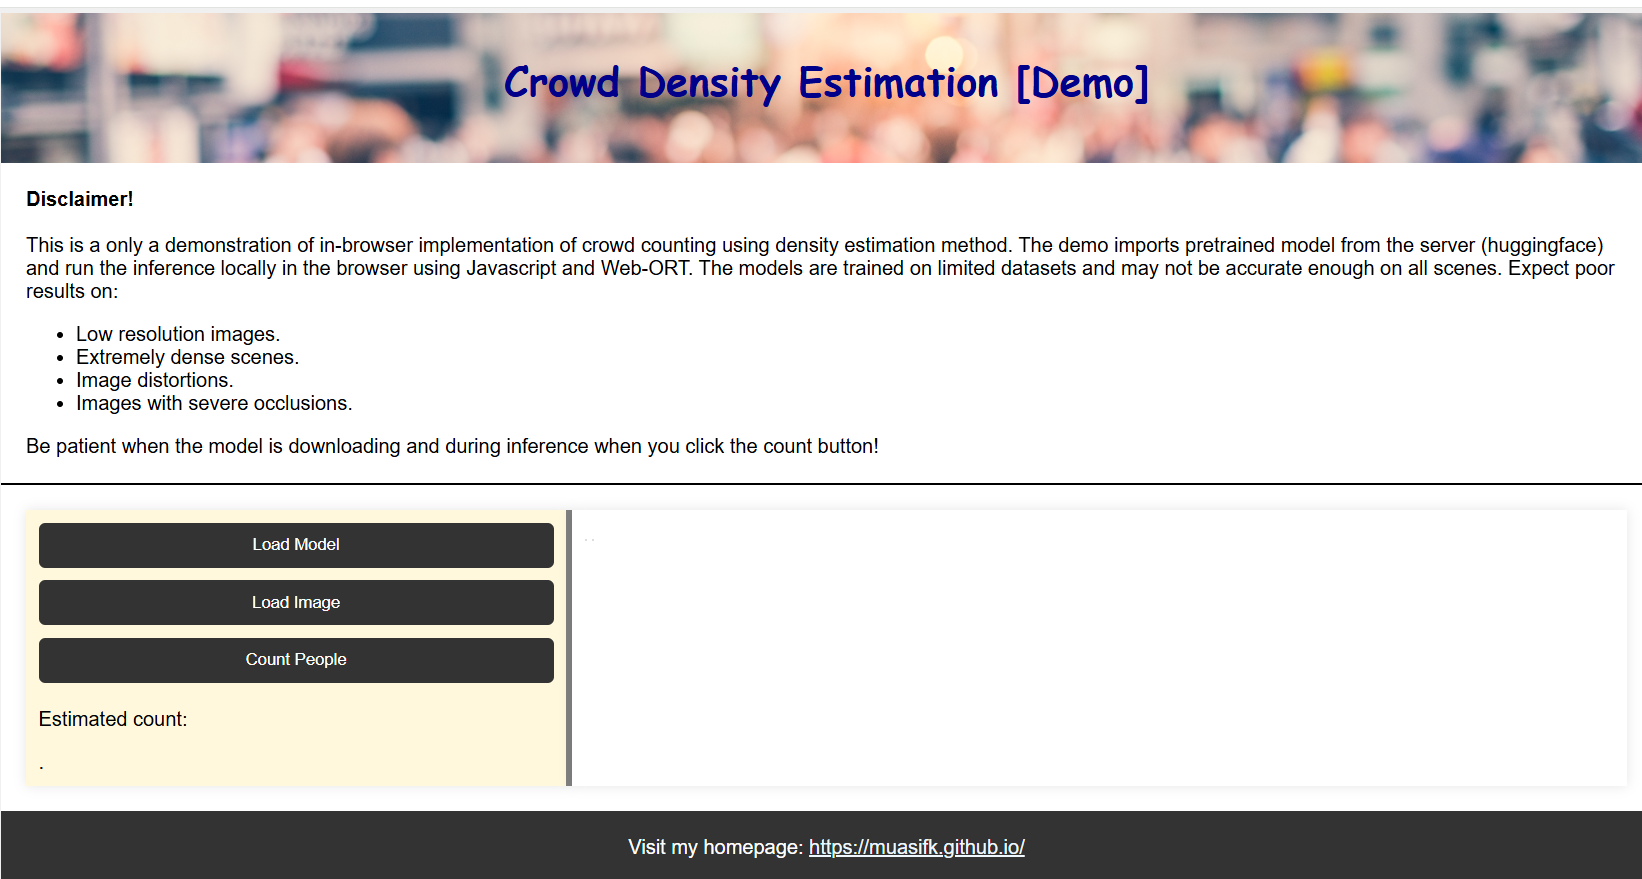 Crowd Density Estimation [Demo]
Disclaimer!
This is a only a demonstration of in-browser implementation of crowd counting using density estimation method. The demo imports pretrained model from the server (huggingface)
and run the inference locally in the browser using Javascript and Web-ORT. The models are trained on limited datasets and may not be accurate enough on all scenes. Expect poor
results on:
• Low resolution images.
• Extremely dense scenes.
• Image distortions.
• Images with severe occlusions.
Be patient when the model is downloading and during inference when you click the count button!
Load Model
Load Image
Count People
Estimated count:
.
. .
Visit my homepage: https://muasifk.github.io/